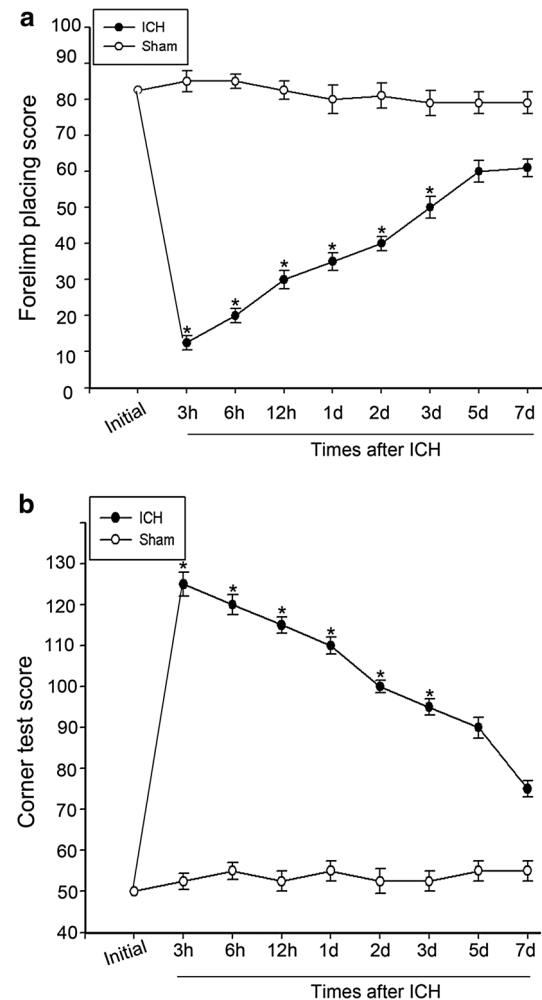 a
ICH
Sham
100
90
80
70
60
50
40
30
20
10
0
Forelimb placing score
* * * * * *
Initial 3h 6h 12h 1d 2d 3d 5d 7d
Times after ICH
b
ICH
Sham
130
120
110
100
90
80
70
60
50
40
Corner test score
* * * * * *
Initial 3h 6h 12h 1d 2d 3d 5d 7d
Times after ICH